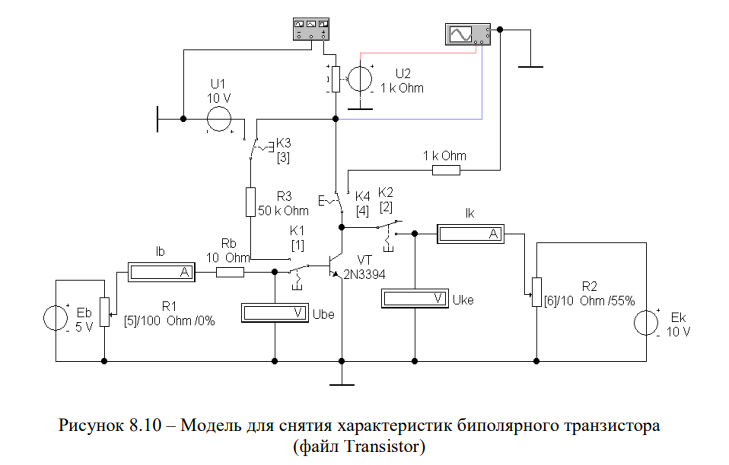 U1
10 V
U2
1 k Ohm
K3
[3]
1 k Ohm
R3
50 k Ohm
K4
[4]
K2
[2]
Ik
A
K1
[1]
Rb
10 Ohm
Ib
A
VT
2N3394
R2
[6]/10 Ohm /55%
Eb
5 V
R1
[5]/100 Ohm /0%
V
Ube
V
Uke
Ek
10 V
Рисунок 8.10 – Модель для снятия характеристик биполярного транзистора
(файл Transistor)